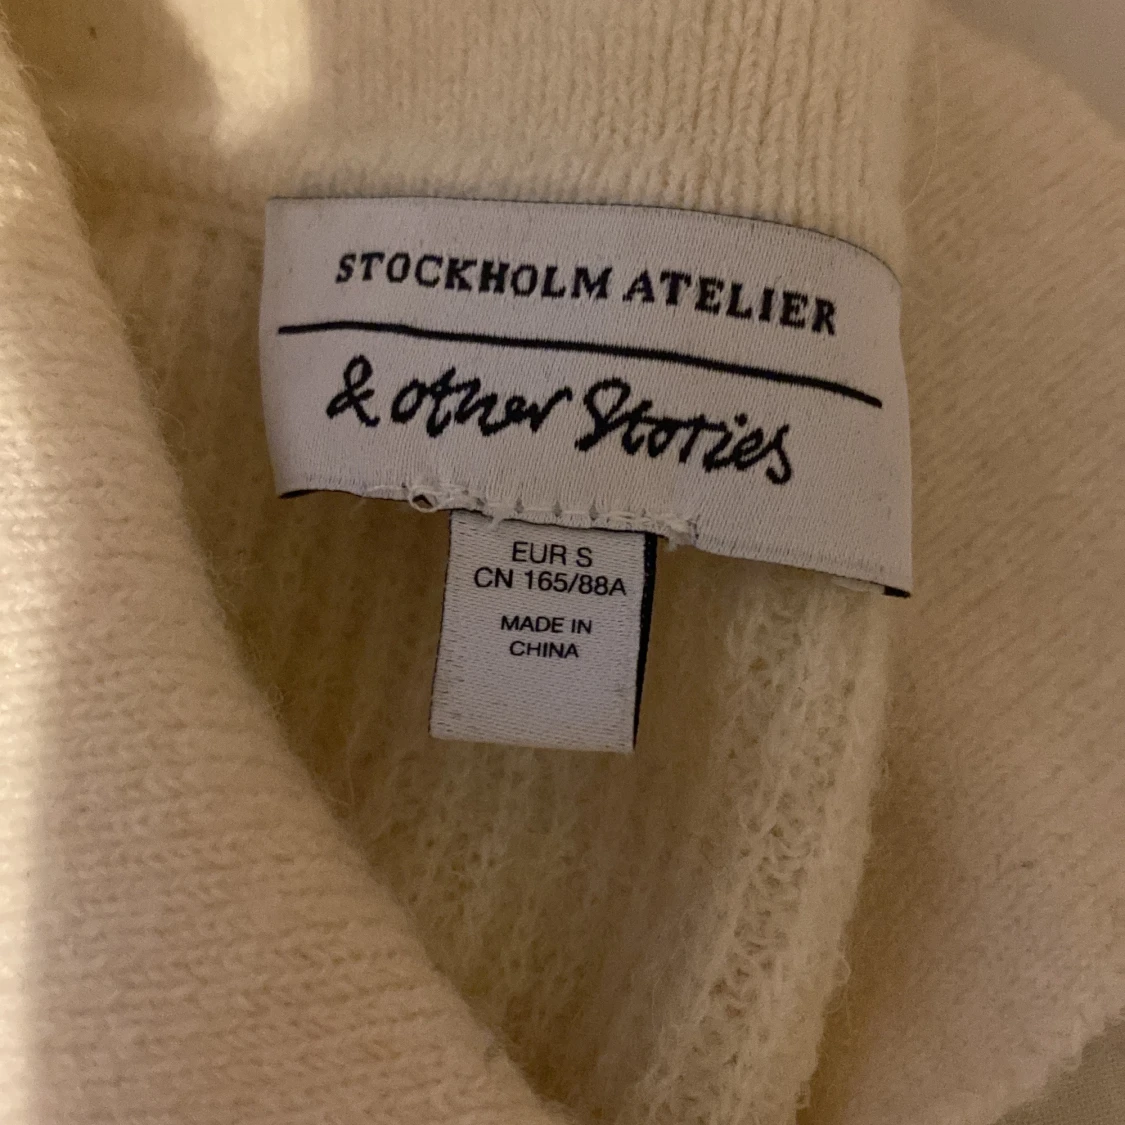 STOCKHOLM ATELIER
& other Stories
EUR S
CN 165/88A
MADE IN
CHINA